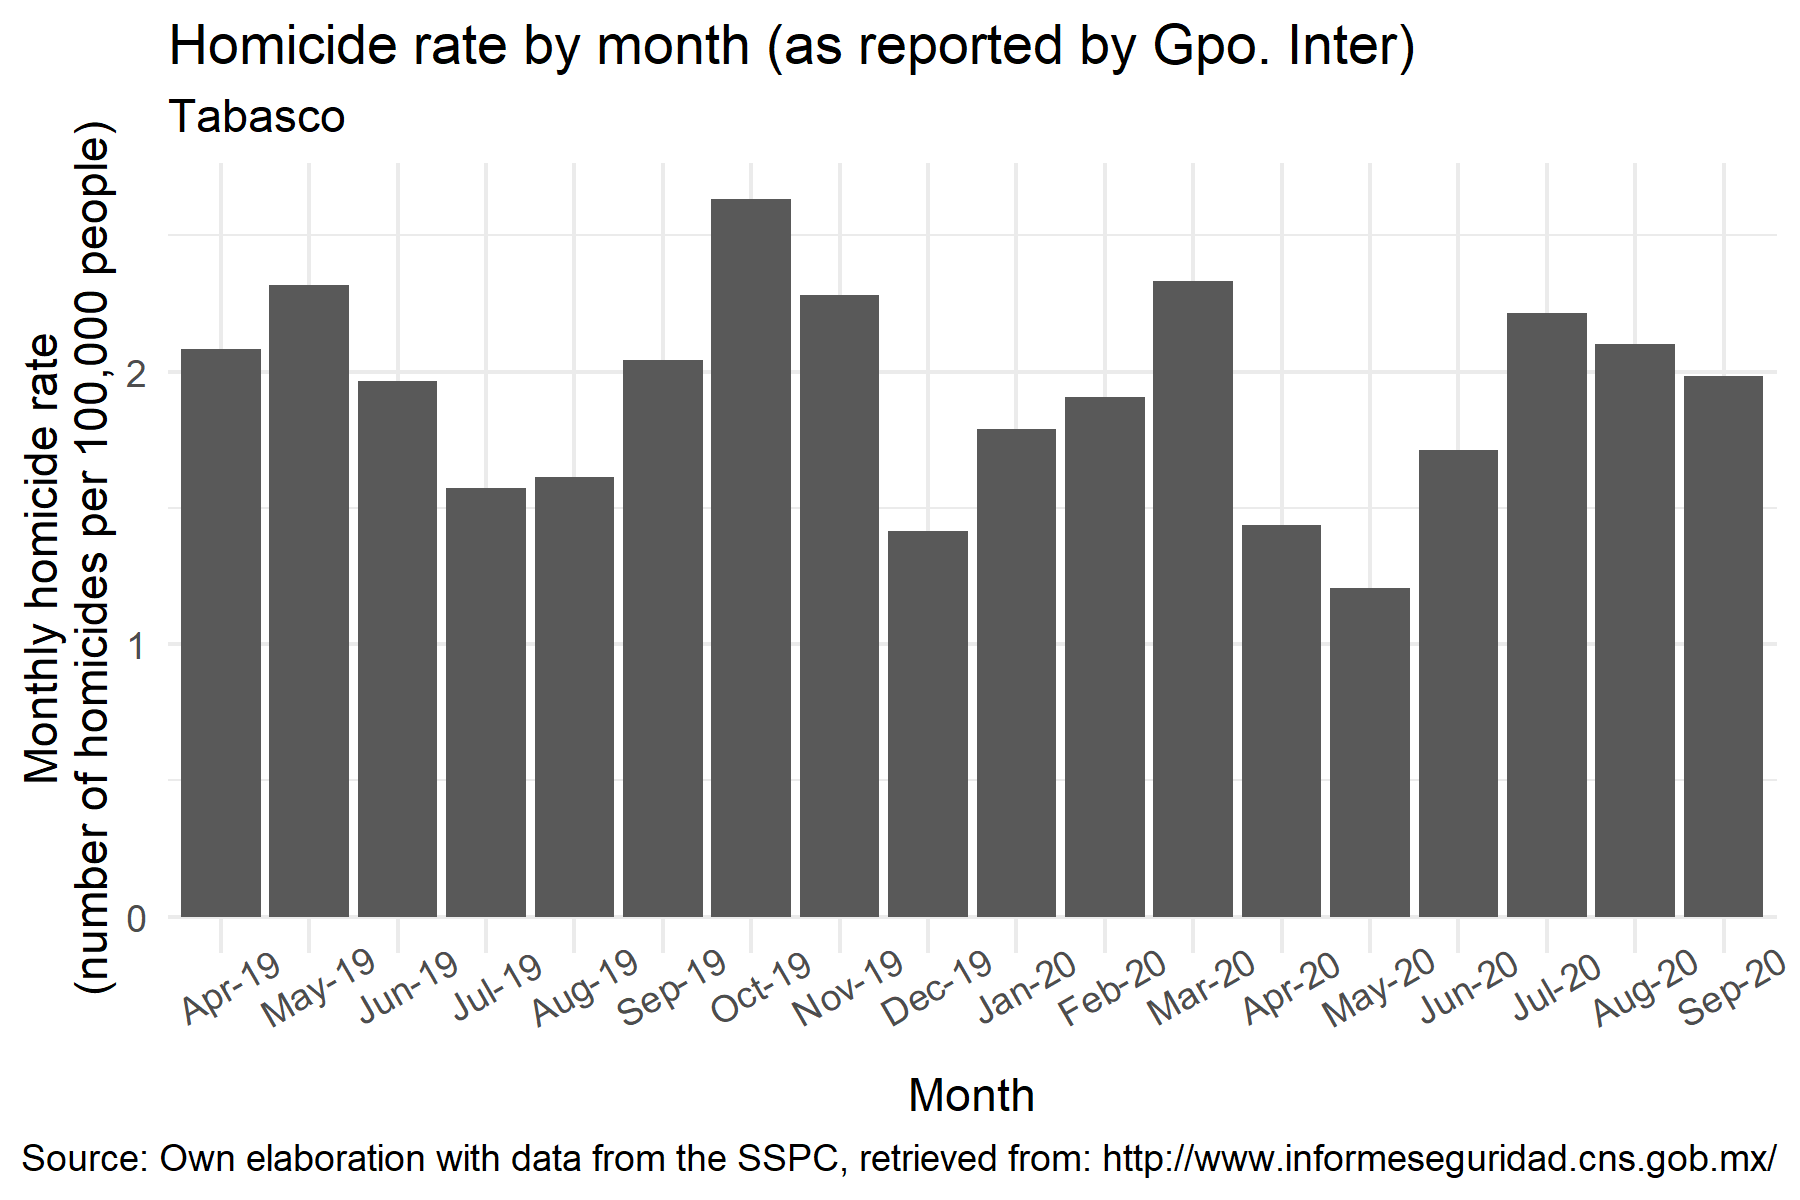 Homicide rate by month (as reported by Gpo. Inter)
Tabasco
Monthly homicide rate
(number of homicides per 100,000 people)
2
1
0
Apr-19
May-19
Jun-19
Jul-19
Aug-19
Sep-19
Oct-19
Nov-19
Dec-19
Jan-20
Feb-20
Mar-20
Apr-20
May-20
Jun-20
Jul-20
Aug-20
Sep-20
Month
Source: Own elaboration with data from the SSPC, retrieved from: http://www.informeseguridad.cns.gob.mx/